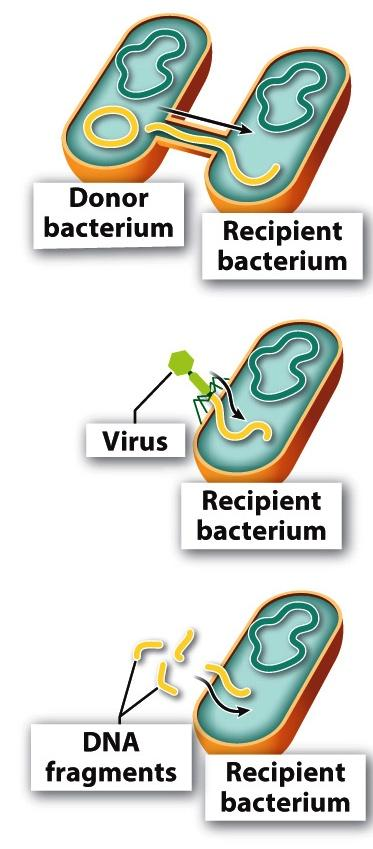 Donor
bacterium
Recipient
bacterium
Virus
Recipient
bacterium
DNA
fragments
Recipient
bacterium